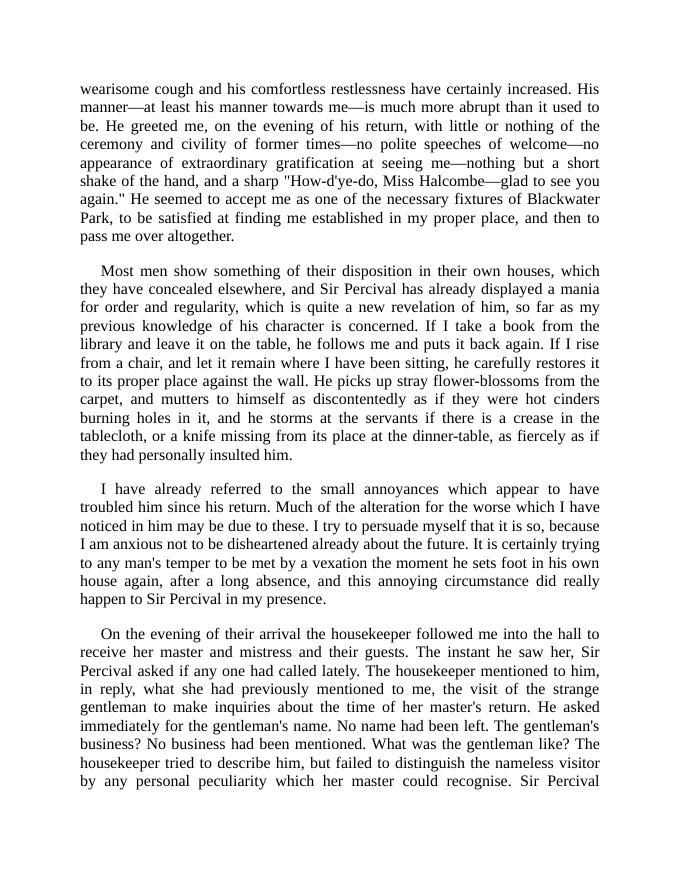 wearisome cough and his comfortless restlessness have certainly increased. His
manner—at least his manner towards me—is much more abrupt than it used to
be. He greeted me, on the evening of his return, with little or nothing of the
ceremony and civility of former times—no polite speeches of welcome—no
appearance of extraordinary gratification at seeing me—nothing but a short
shake of the hand, and a sharp "How-d'ye-do, Miss Halcombe—glad to see you
again." He seemed to accept me as one of the necessary fixtures of Blackwater
Park, to be satisfied at finding me established in my proper place, and then to
pass me over altogether.
Most men show something of their disposition in their own houses, which
they have concealed elsewhere, and Sir Percival has already displayed a mania
for order and regularity, which is quite a new revelation of him, so far as my
previous knowledge of his character is concerned. If I take a book from the
library and leave it on the table, he follows me and puts it back again. If I rise
from a chair, and let it remain where I have been sitting, he carefully restores it
to its proper place against the wall. He picks up stray flower-blossoms from the
carpet, and mutters to himself as discontentedly as if they were hot cinders
burning holes in it, and he storms at the servants if there is a crease in the
tablecloth, or a knife missing from its place at the dinner-table, as fiercely as if
they had personally insulted him.
I have already referred to the small annoyances which appear to have
troubled him since his return. Much of the alteration for the worse which I have
noticed in him may be due to these. I try to persuade myself that it is so, because
I am anxious not to be disheartened already about the future. It is certainly trying
to any man's temper to be met by a vexation the moment he sets foot in his own
house again, after a long absence, and this annoying circumstance did really
happen to Sir Percival in my presence.
On the evening of their arrival the housekeeper followed me into the hall to
receive her master and mistress and their guests. The instant he saw her, Sir
Percival asked if any one had called lately. The housekeeper mentioned to him,
in reply, what she had previously mentioned to me, the visit of the strange
gentleman to make inquiries about the time of her master's return. He asked
immediately for the gentleman's name. No name had been left. The gentleman's
business? No business had been mentioned. What was the gentleman like? The
housekeeper tried to describe him, but failed to distinguish the nameless visitor
by any personal peculiarity which her master could recognise. Sir Percival